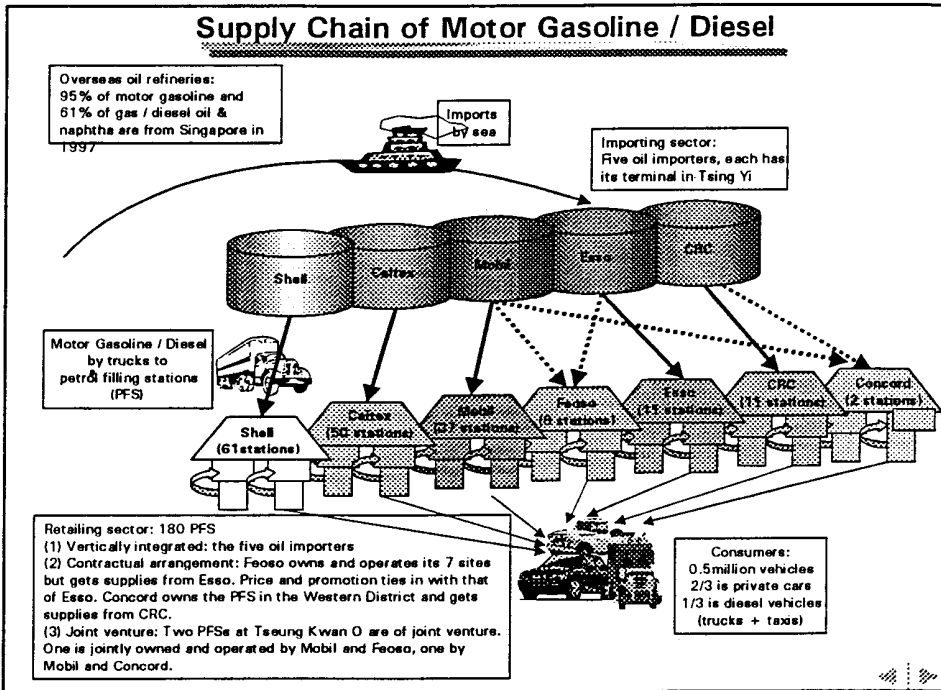 Supply Chain of Motor Gasoline / Diesel
Overseas oil refineries:
95% of motor gasoline and
61% of gas / diesel oil &
naphtha are from Singapore in
1997
Imports
by sea
Importing sector:
Five oil importers, each has
its terminal in Tsing Yi
Shell
Caltex
Mobil
Esso
CRC
Motor Gasoline / Diesel
by trucks to
petrol filling stations
(PFS)
Shell
(61 stations)
Caltex
(50 stations)
Mobil
stations)
Feoso
stations)
Esso
stations)
CRC
stations)
Concord
(2 stations)
Retailing sector: 180 PFS
(1) Vertically integrated: the five oil importers
(2) Contractual arrangement: Feoso owns and operates its 7 sites
but gets supplies from Esso. Price and promotion ties in with that
of Esso. Concord owns the PFS in the Western District and gets
supplies from CRC.
(3) Joint venture: Two PFSs at Tseung Kwan O are of joint venture.
One is jointly owned and operated by Mobil and Feoso, one by
Mobil and Concord.
Consumers:
0.5million vehicles
2/3 is private cars
1/3 is diesel vehicles
(trucks + taxis)